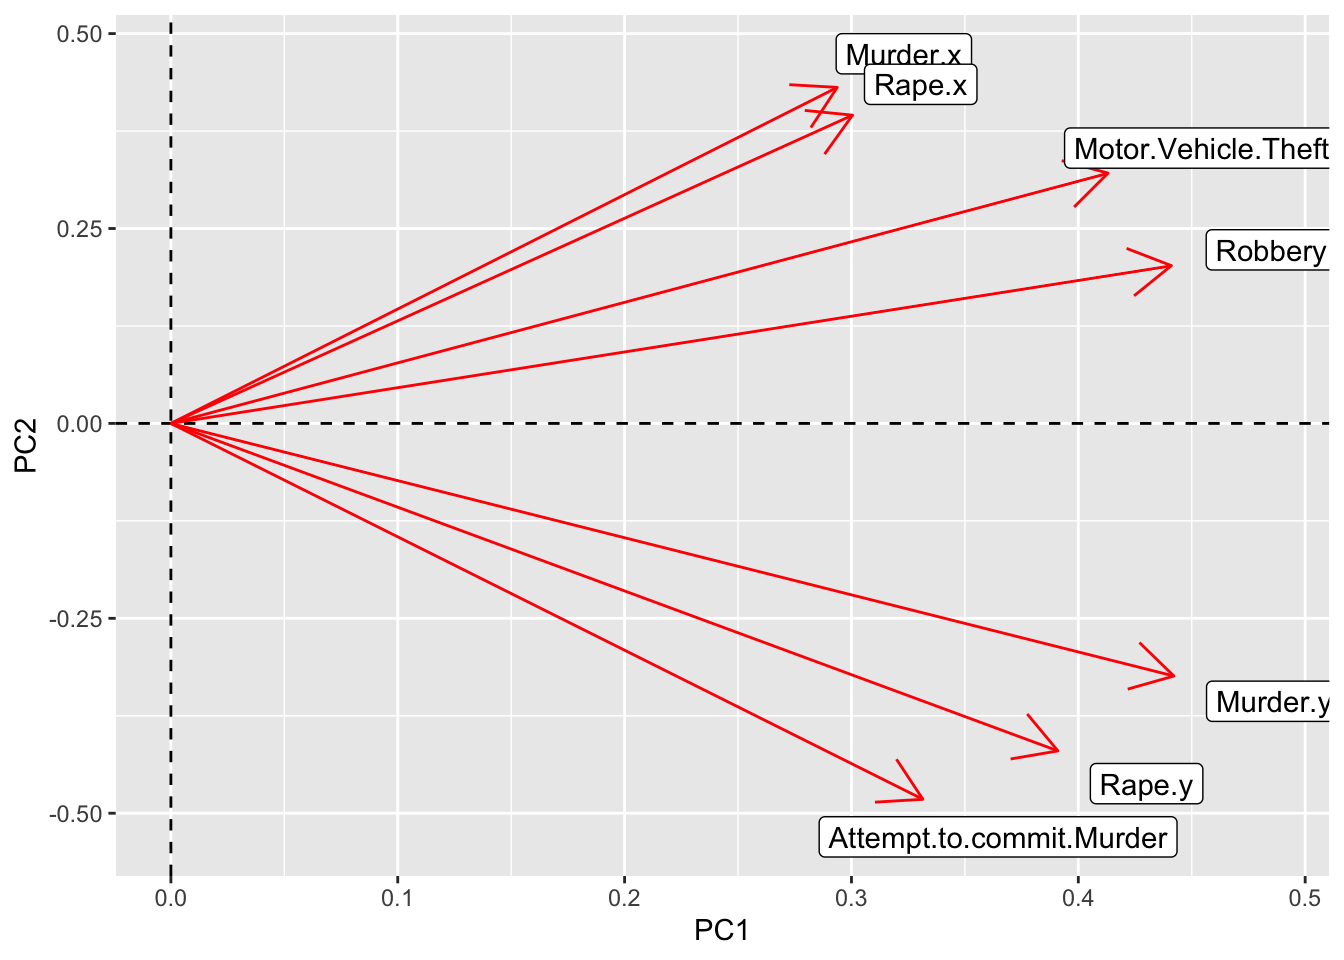 0.50
Murder.x
Rape.x
Motor.Vehicle.Theft
0.25
Robbery
0.00
PC2
-0.25
Murder.y
Rape.y
-0.50
Attempt.to.commit.Murder
0.0 0.1 0.2 0.3 0.4 0.5
PC1